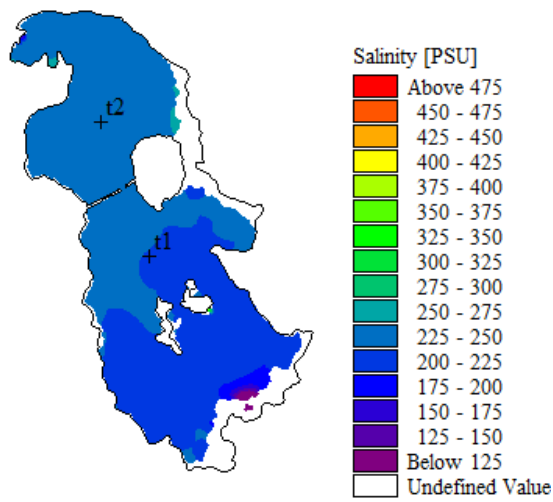 Salinity [PSU]
Above 475
450 - 475
425 - 450
400 - 425
375 - 400
350 - 375
325 - 350
300 - 325
275 - 300
250 - 275
225 - 250
200 - 225
175 - 200
150 - 175
125 - 150
Below 125
Undefined Value
t2
t1